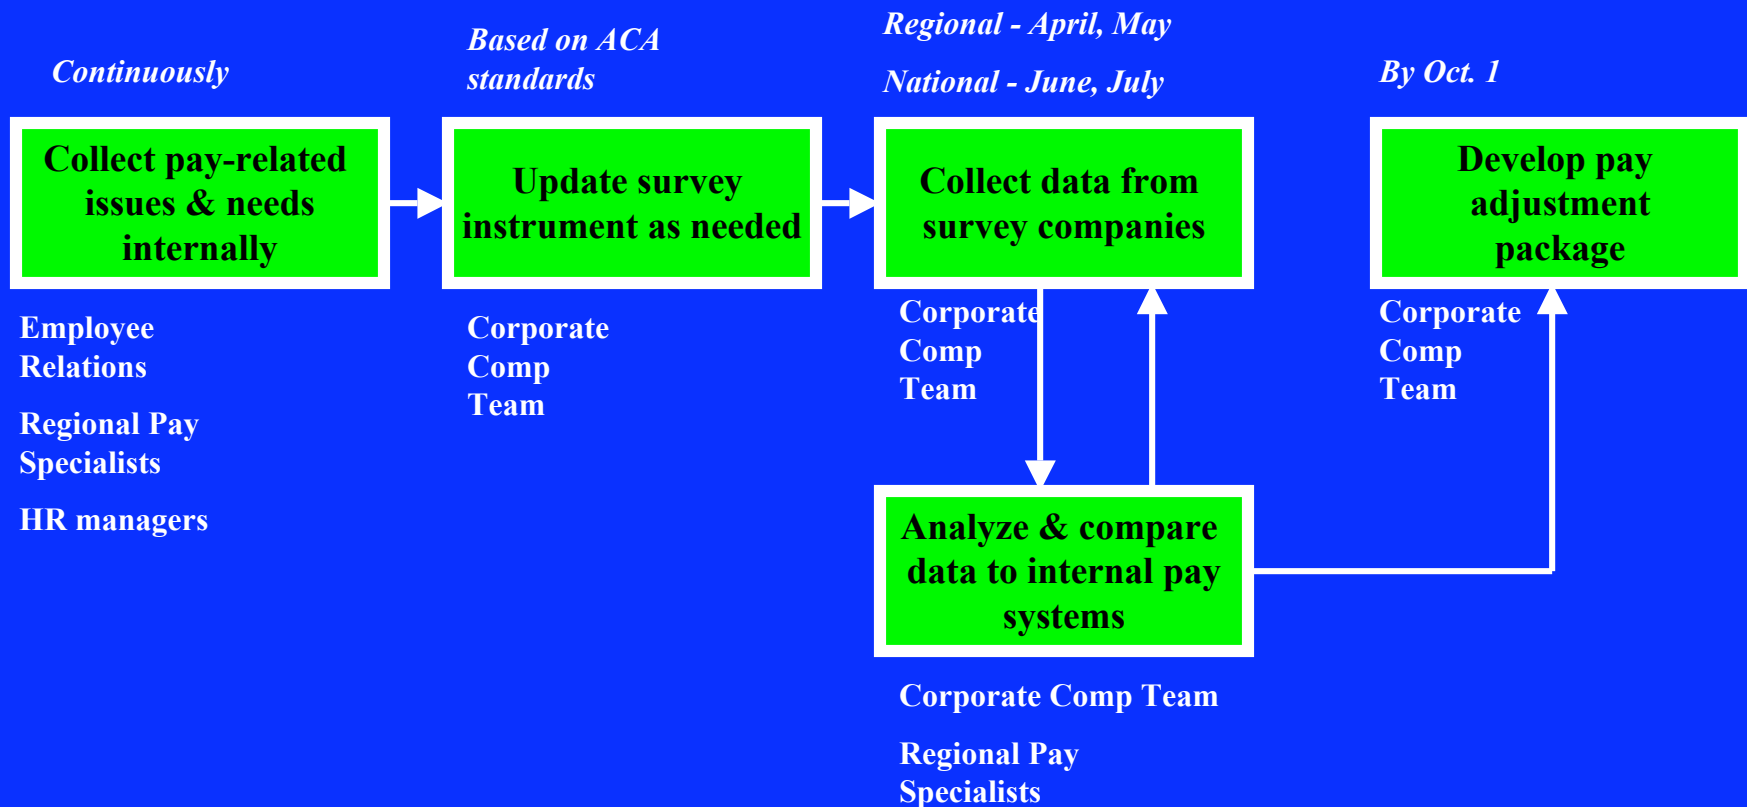 Continuously
Based on ACA
standards
Regional - April, May
National - June, July
By Oct. 1
Collect pay-related
issues & needs
internally
Update survey
instrument as needed
Collect data from
survey companies
Develop pay
adjustment
package
Employee
Relations
Regional Pay
Specialists
HR managers
Corporate
Comp
Team
Corporate
Comp
Team
Corporate
Comp
Team
Analyze & compare
data to internal pay
systems
Corporate Comp Team
Regional Pay
Specialists